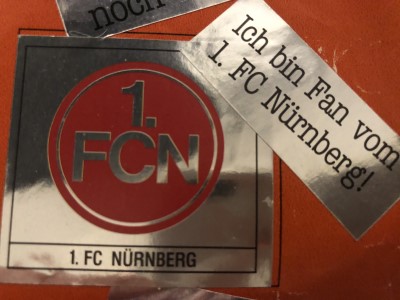 noch
1.
FCN
1. FC NÜRNBERG
Ich bin Fan vom
1. FC Nürnberg!